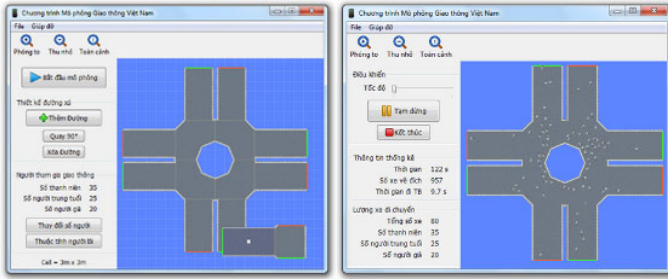 Chương trình Mô phỏng Giao thông Việt Nam
File Giúp đỡ
Phóng to Thu nhỏ Toàn cảnh
Bắt đầu mô phỏng
Thiết kế đường xá
Thêm Đường
Quay 90°
Xóa Đường
Người tham gia giao thông
Số thanh niên 35
Số người trung tuổi 25
Số người già 20
Thay đổi số người
Thuộc tính người lái
Cell = 3m x 3m
Chương trình Mô phỏng Giao thông Việt Nam
File Giúp đỡ
Phóng to Thu nhỏ Toàn cảnh
Điều khiển
Tốc độ
Tạm dừng
Kết thúc
Thông tin thống kê
Thời gian 122 s
Số xe về đích 957
Thời gian đi TB 9.7 s
Lượng xe di chuyển
Tổng số xe 80
Số thanh niên 35
Số người trung tuổi 25
Số người già 20